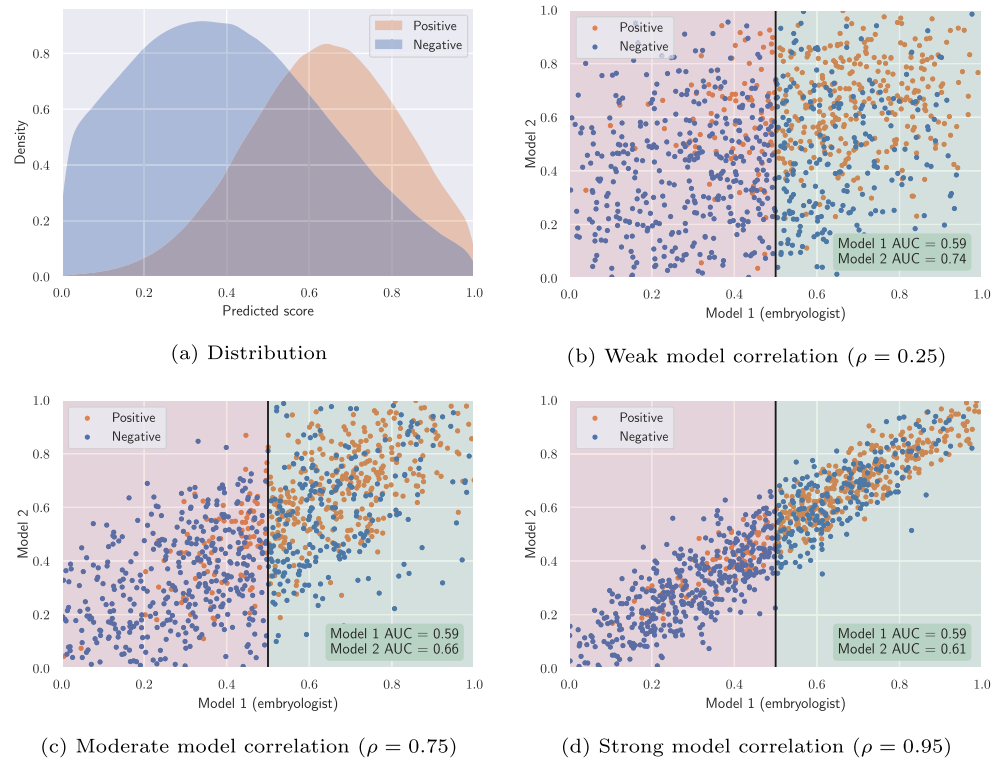 Positive
Negative
0.8
0.6
0.4
0.2
0.0
Density
0.0 0.2 0.4 0.6 0.8 1.0
Predicted score
(a) Distribution
Positive
Negative
1.0
0.8
0.6
0.4
0.2
0.0
Model 2
Model 1 AUC = 0.59
Model 2 AUC = 0.74
0.0 0.2 0.4 0.6 0.8 1.0
Model 1 (embryologist)
(b) Weak model correlation (ρ = 0.25)
Positive
Negative
1.0
0.8
0.6
0.4
0.2
0.0
Model 2
Model 1 AUC = 0.59
Model 2 AUC = 0.66
0.0 0.2 0.4 0.6 0.8 1.0
Model 1 (embryologist)
(c) Moderate model correlation (ρ = 0.75)
Positive
Negative
1.0
0.8
0.6
0.4
0.2
0.0
Model 2
Model 1 AUC = 0.59
Model 2 AUC = 0.61
0.0 0.2 0.4 0.6 0.8 1.0
Model 1 (embryologist)
(d) Strong model correlation (ρ = 0.95)